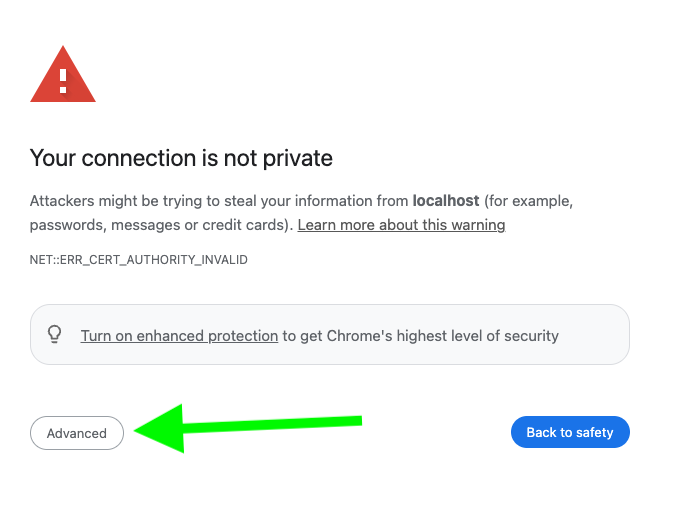 Your connection is not private
Attackers might be trying to steal your information from localhost (for example,
passwords, messages or credit cards). Learn more about this warning
NET::ERR_CERT_AUTHORITY_INVALID
Turn on enhanced protection to get Chrome's highest level of security
Advanced
Back to safety